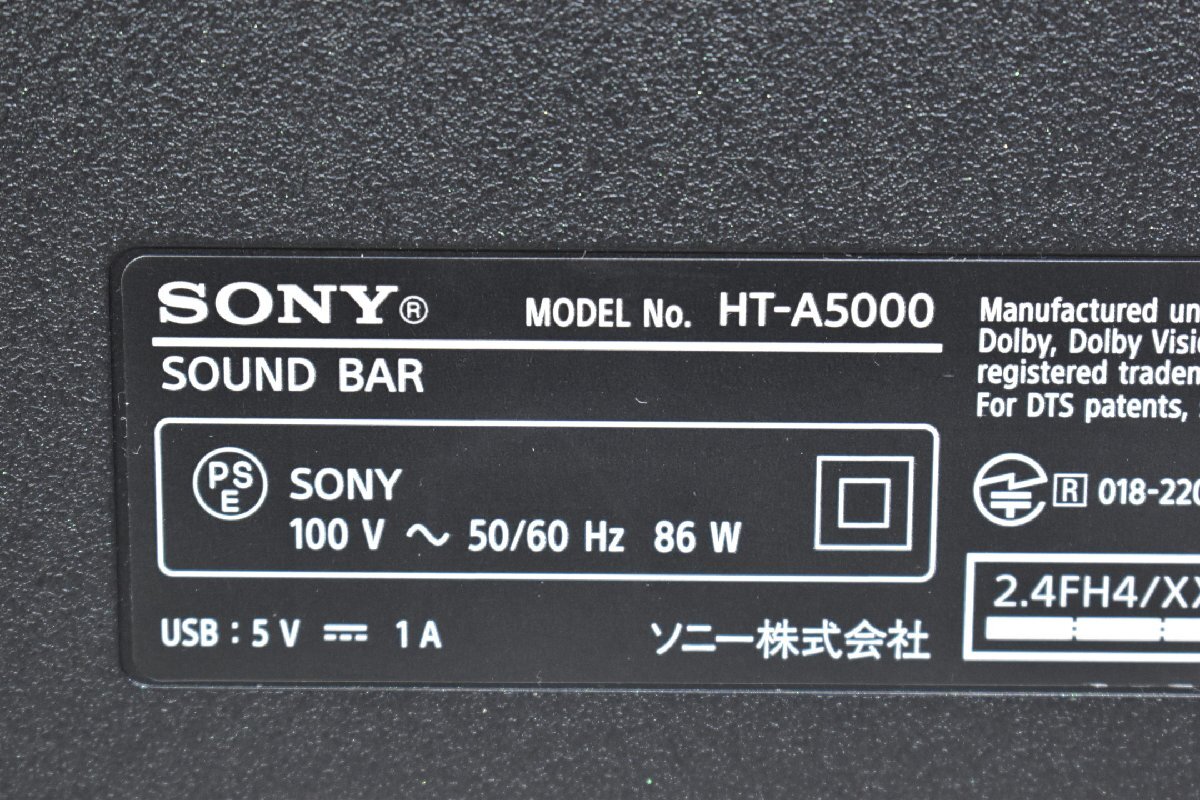 SONY®
MODEL No. HT-A5000
SOUND BAR
PSE
SONY
100 V ～ 50/60 Hz 86 W
USB : 5 V ⎓ 1 A
ソニー株式会社
Manufactured un
Dolby, Dolby Visi
registered tradem
For DTS patents,
R 018-220
2.4FH4/XX